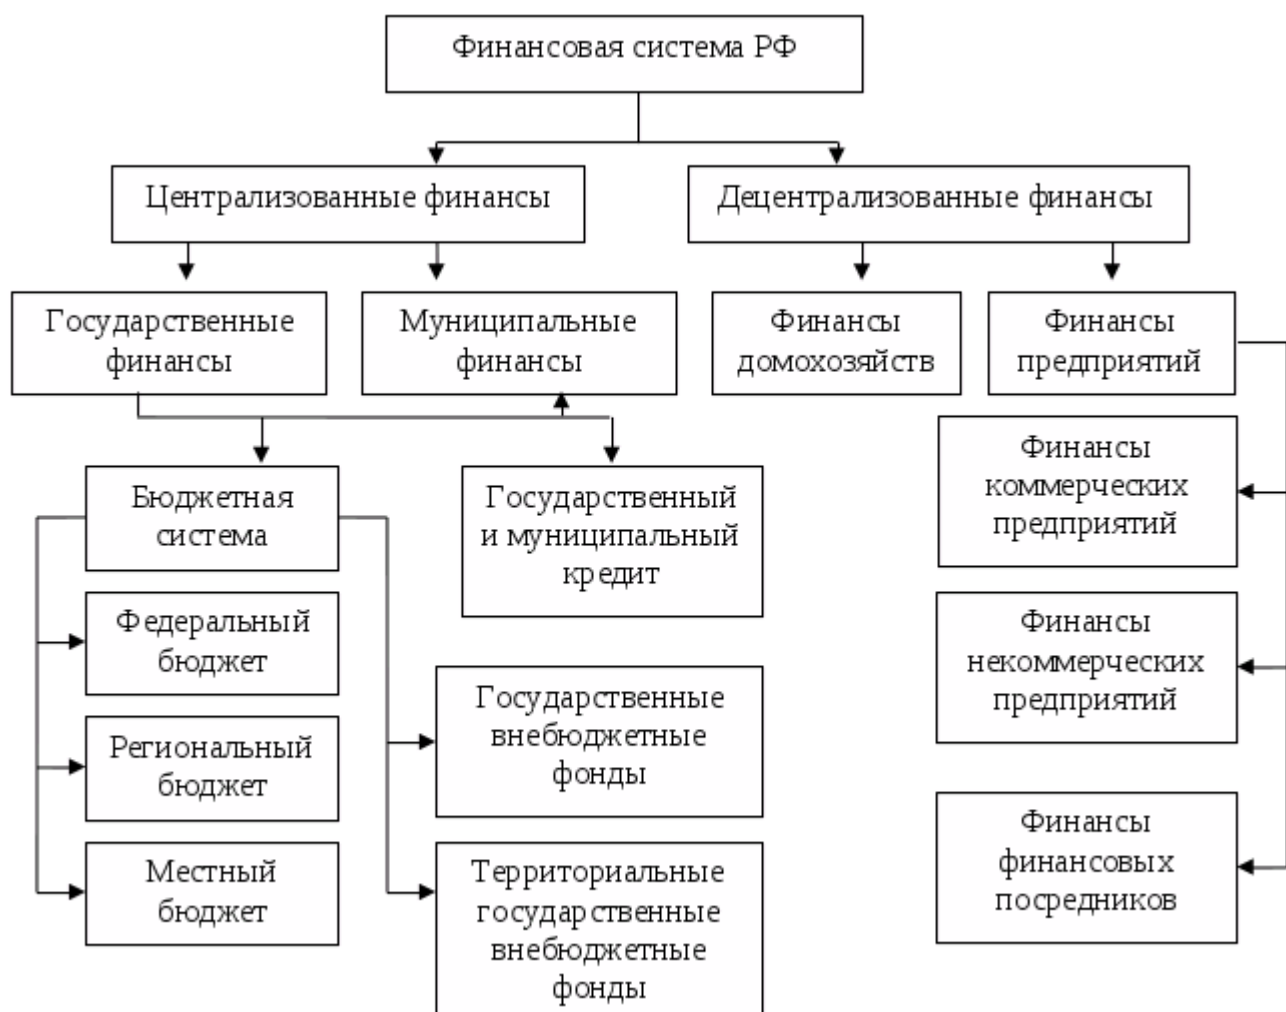 Финансовая система РФ
Централизованные финансы
Децентрализованные финансы
Государственные
финансы
Муниципальные
финансы
Финансы
домохозяйств
Финансы
предприятий
Бюджетная
система
Государственный
и муниципальный
кредит
Финансы
коммерческих
предприятий
Федеральный
бюджет
Финансы
некоммерческих
предприятий
Государственные
внебюджетные
фонды
Региональный
бюджет
Финансы
финансовых
посредников
Местный
бюджет
Территориальные
государственные
внебюджетные
фонды